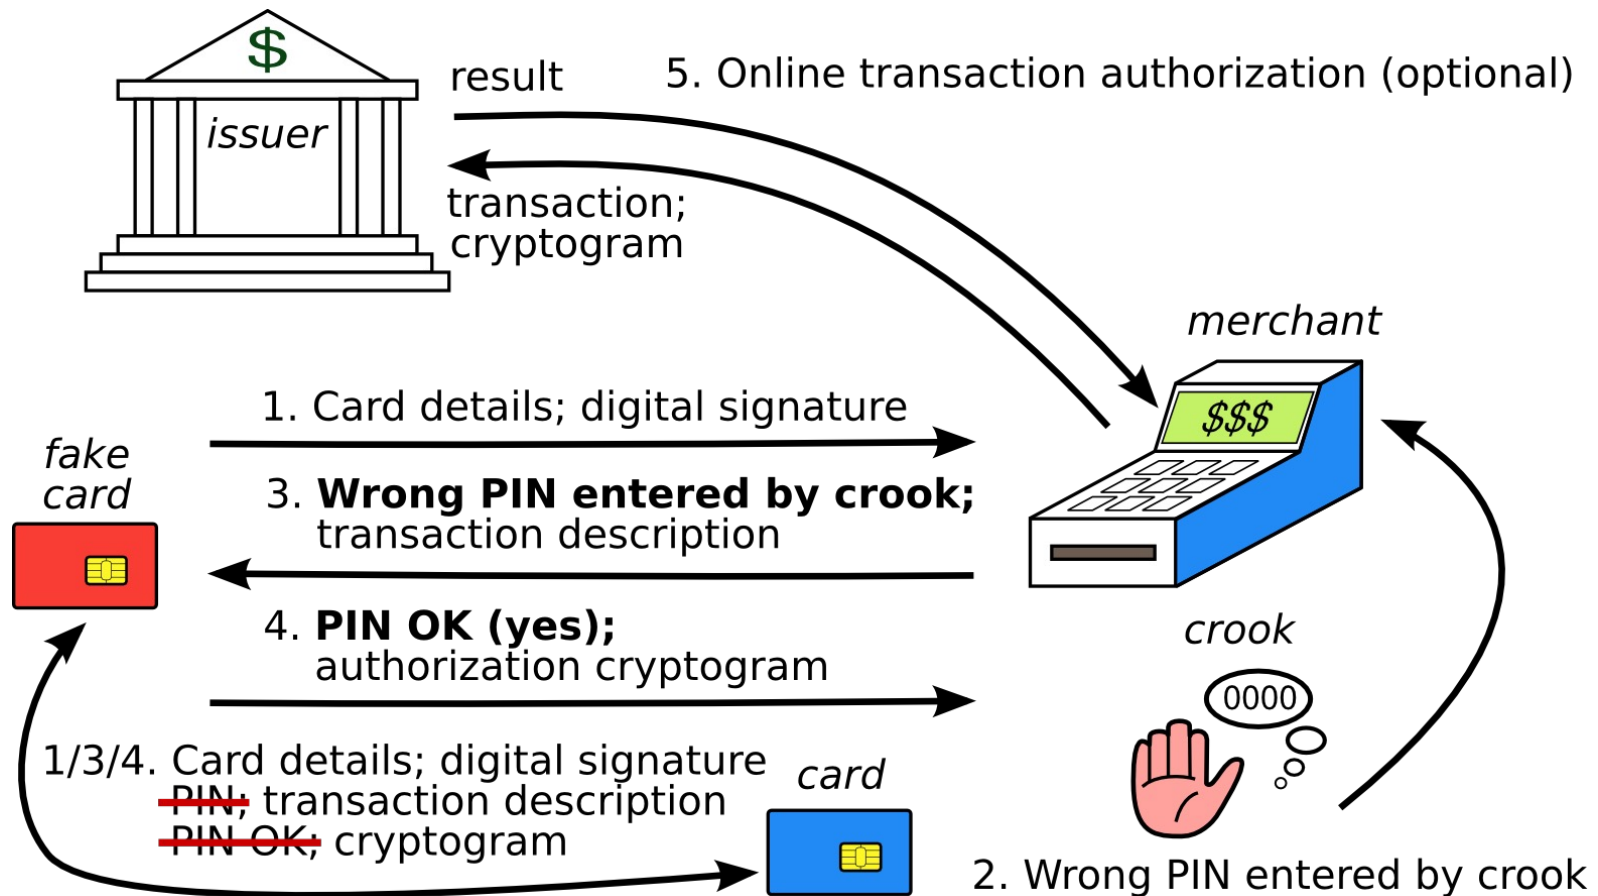 $
issuer
result
5. Online transaction authorization (optional)
transaction;
cryptogram
merchant
$$$
1. Card details; digital signature
fake
card
3. Wrong PIN entered by crook;
transaction description
4. PIN OK (yes);
authorization cryptogram
crook
0000
1/3/4. Card details; digital signature
PIN; transaction description
PIN OK; cryptogram
card
2. Wrong PIN entered by crook